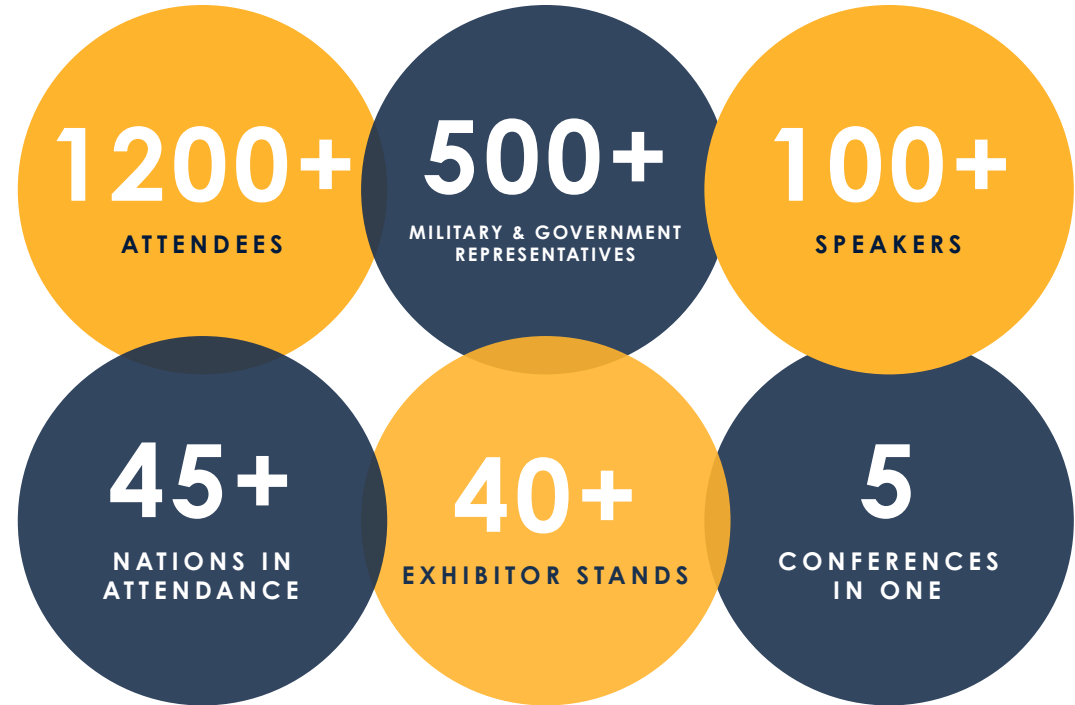 1200+
ATTENDEES
500+
MILITARY & GOVERNMENT
REPRESENTATIVES
100+
SPEAKERS
45+
NATIONS IN
ATTENDANCE
40+
EXHIBITOR STANDS
5
CONFERENCES
IN ONE